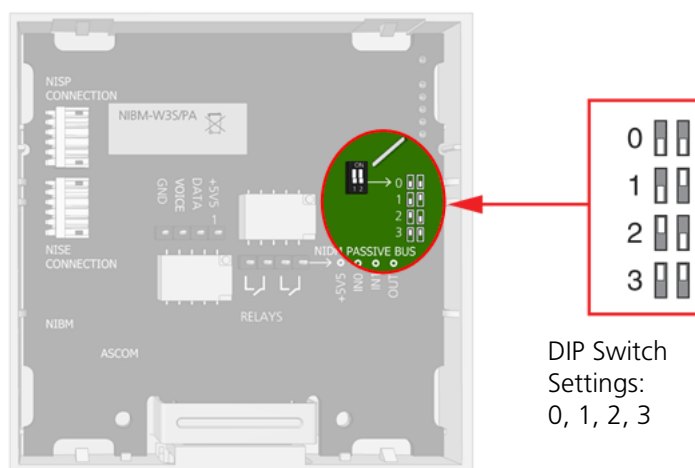 NISP
CONNECTION
NIBM-W3S/PA
ON
1 2
0
1
2
3
GND
VOICE
DATA
+5VS
1
NISE
CONNECTION
NIDM PASSIVE BUS
+5VS
IN0
IN1
OUT
RELAYS
NIBM
ASCOM
0
1
2
3
DIP Switch
Settings:
0, 1, 2, 3